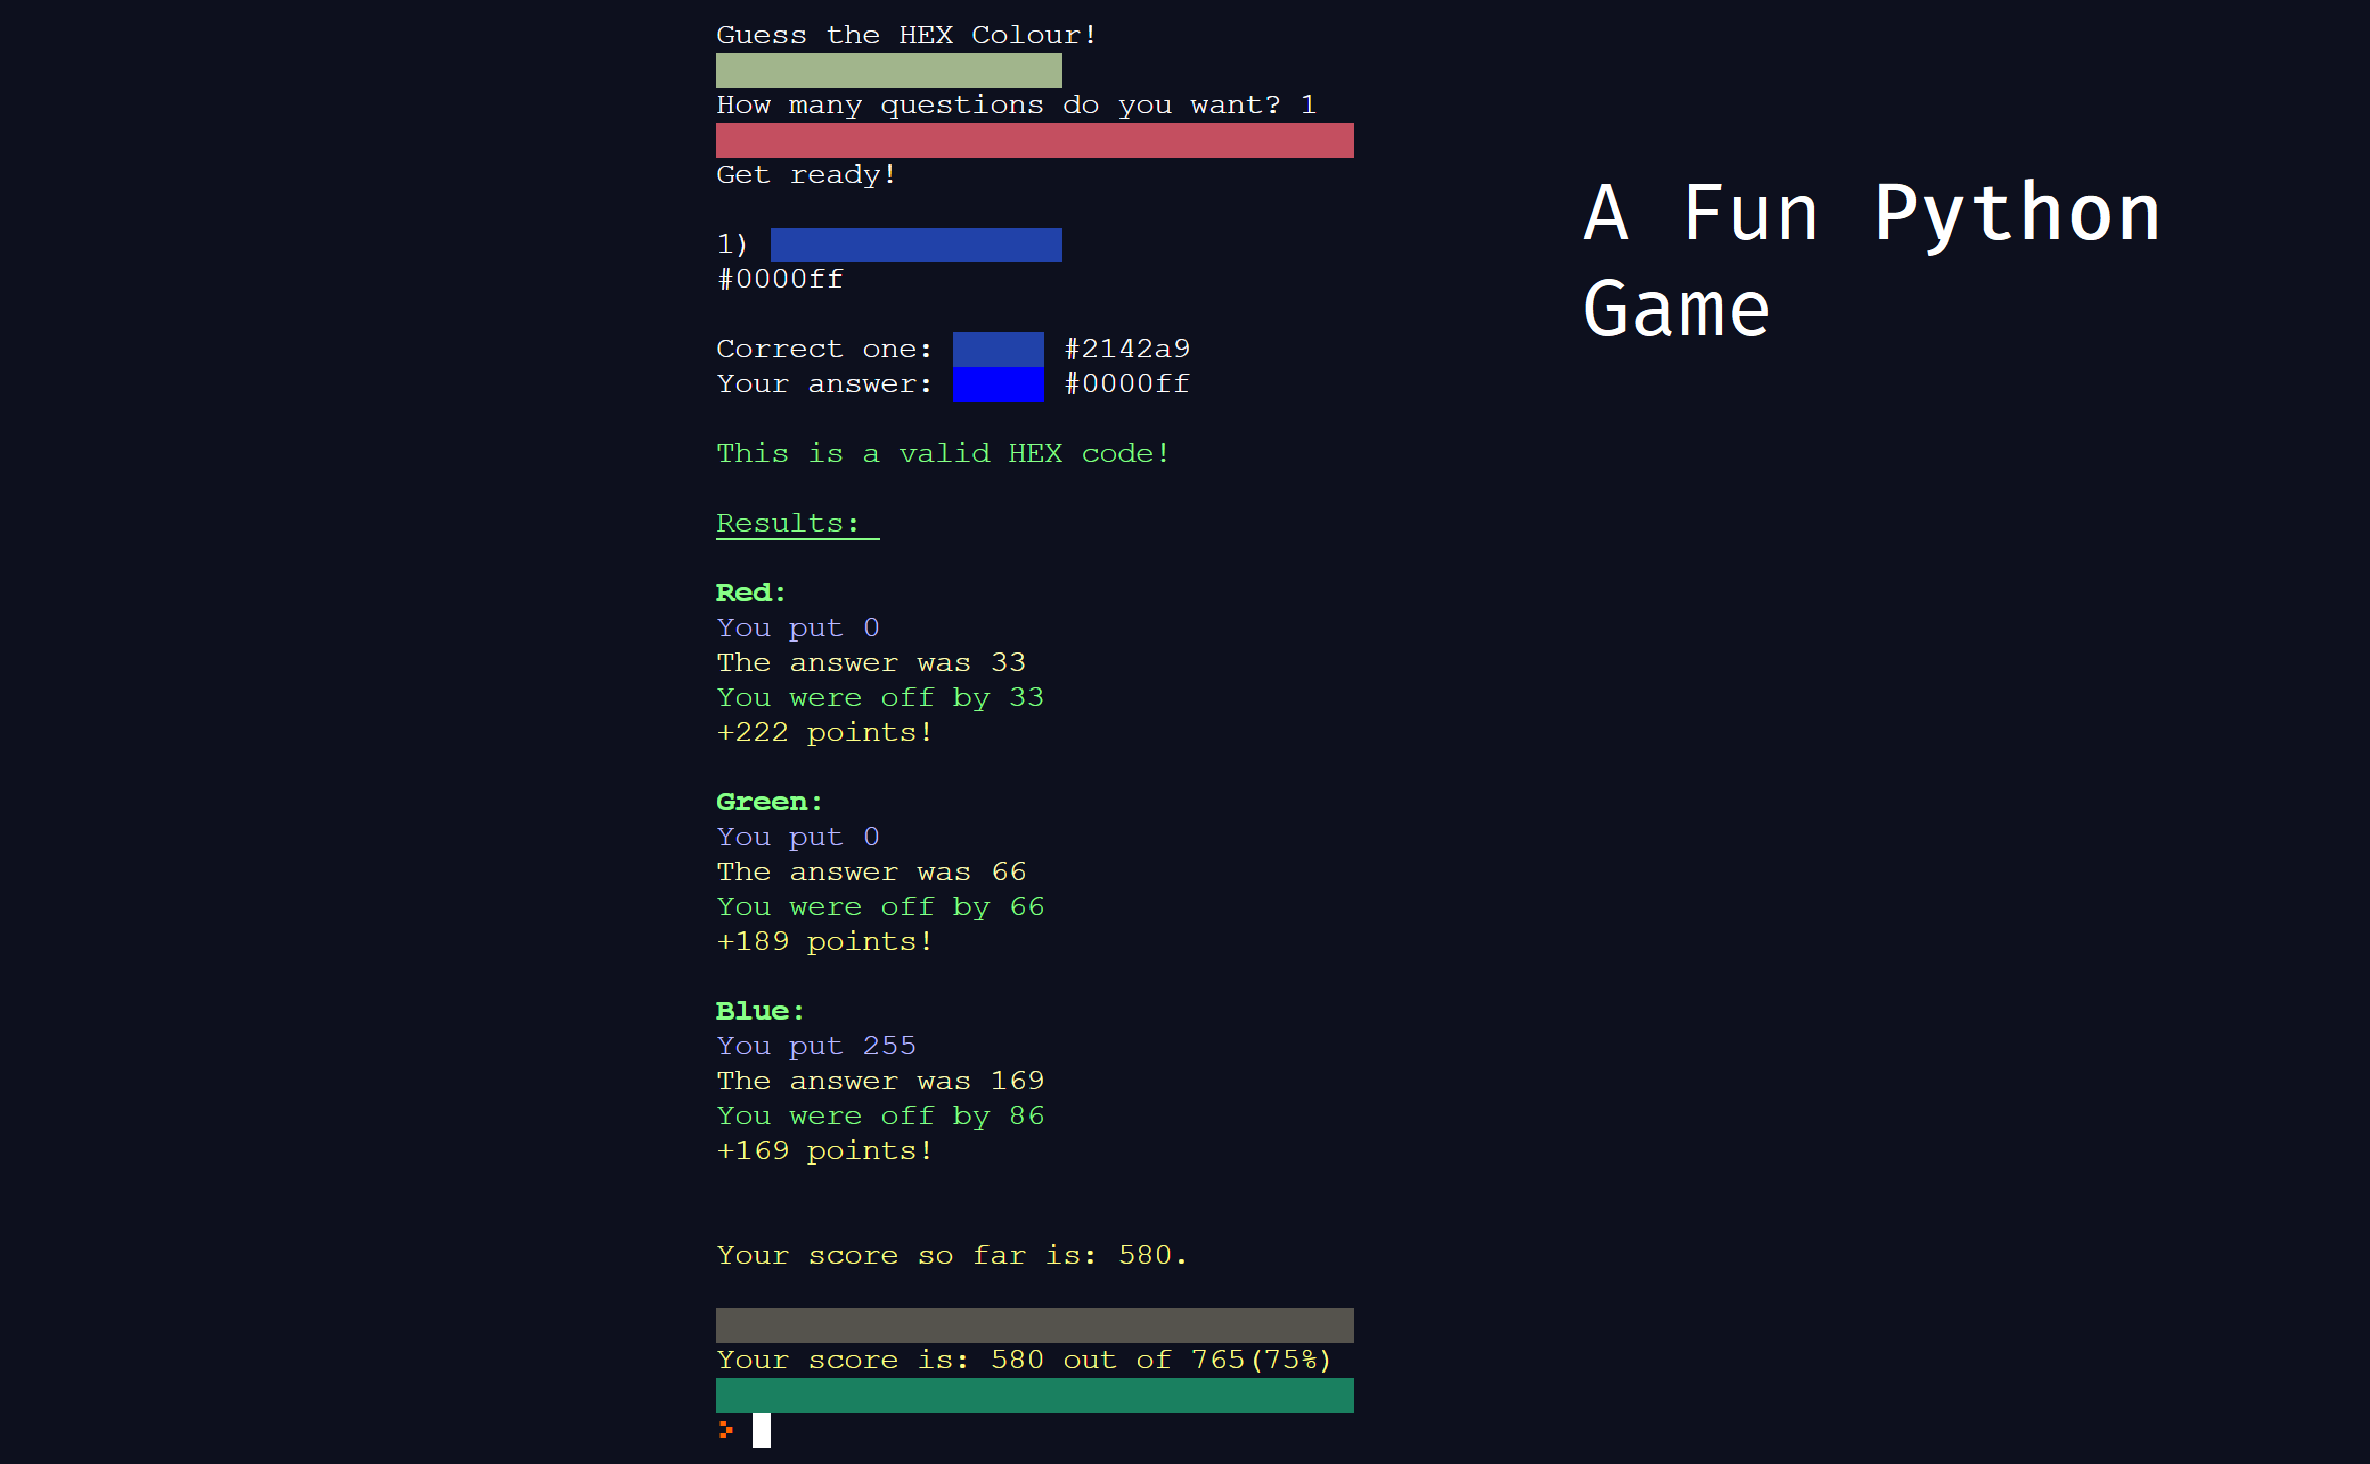 Guess the HEX Colour!
How many questions do you want? 1
Get ready!
1)
#0000ff
Correct one: #2142a9
Your answer: #0000ff
This is a valid HEX code!
Results:
Red:
You put 0
The answer was 33
You were off by 33
+222 points!
Green:
You put 0
The answer was 66
You were off by 66
+189 points!
Blue:
You put 255
The answer was 169
You were off by 86
+169 points!
Your score so far is: 580.
Your score is: 580 out of 765(75%)
>
A Fun Python
Game